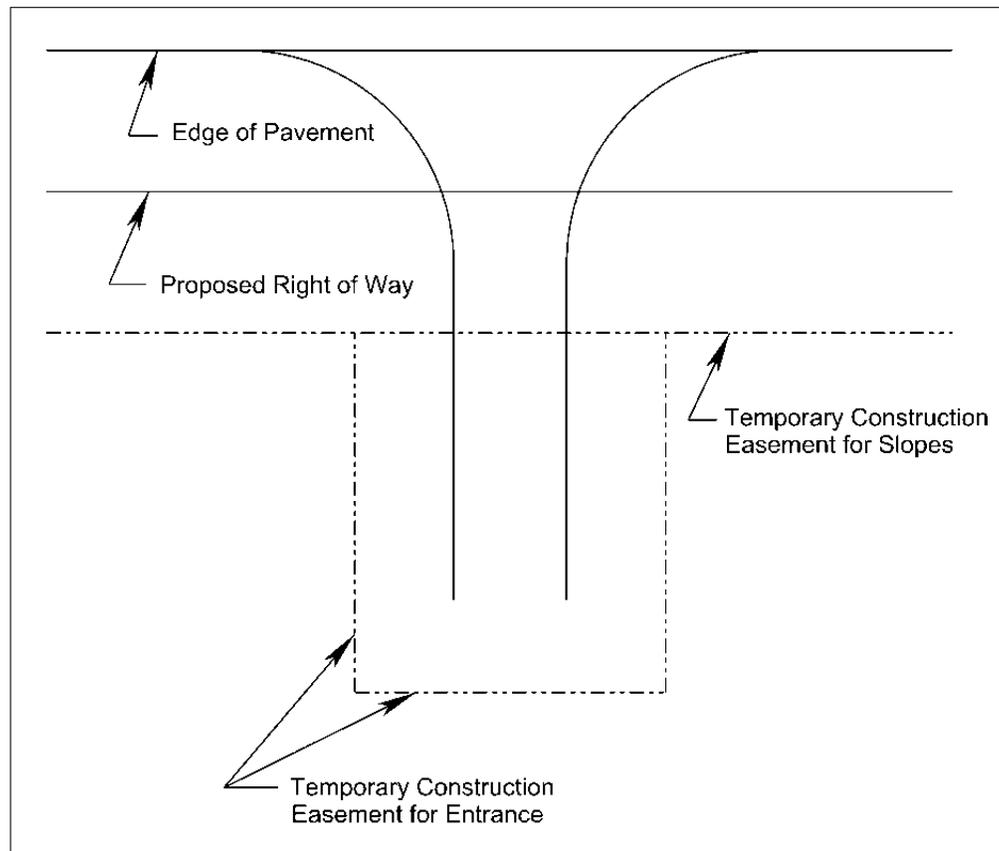 Edge of Pavement
Proposed Right of Way
Temporary Construction
Easement for Slopes
Temporary Construction
Easement for Entrance